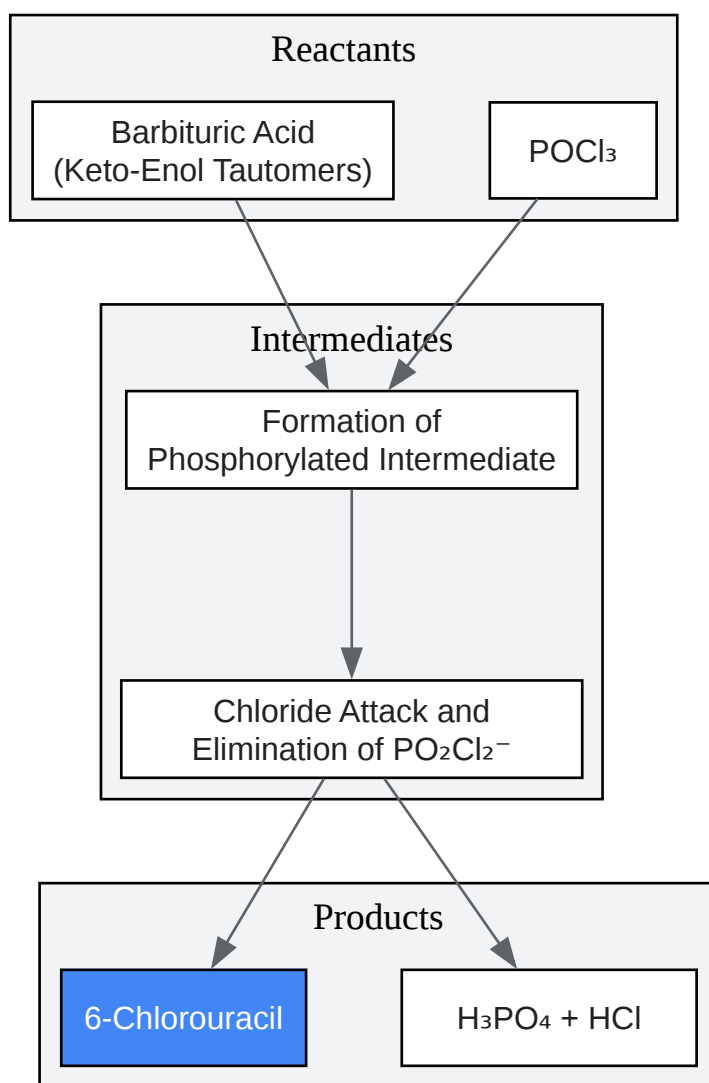 Reactants
Barbituric Acid
(Keto-Enol Tautomers)
POCl₃
Intermediates
Formation of
Phosphorylated Intermediate
Chloride Attack and
Elimination of PO₂Cl₂⁻
Products
6-Chlorouracil
H₃PO₄ + HCl